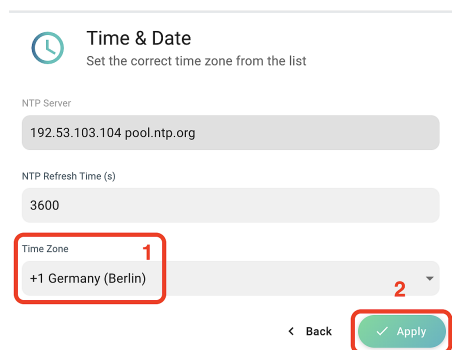 Time & Date
Set the correct time zone from the list
NTP Server
192.53.103.104 pool.ntp.org
NTP Refresh Time (s)
3600
Time Zone
1
+1 Germany (Berlin)
2
Back
Apply